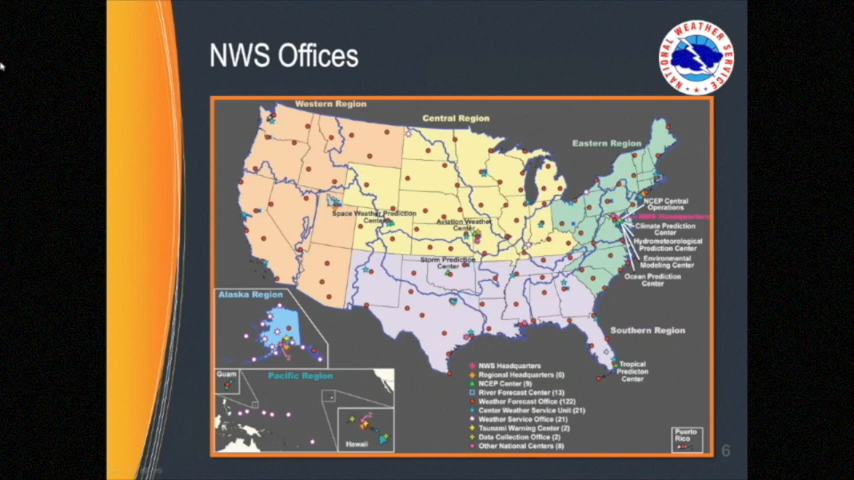 NWS Offices
NATIONAL WEATHER SERVICE
Western Region
Central Region
Eastern Region
NCEP Central
Operations
NWS Headquarters
Climate Prediction
Center
Hydrometeorological
Prediction Center
Environmental
Modeling Center
Ocean Prediction
Center
Space Weather Prediction
Center
Aviation Weather
Center
Storm Prediction
Center
Alaska Region
Southern Region
Tropical
Prediction
Center
Guam
Pacific Region
Hawaii
NWS Headquarters
Regional Headquarters (6)
NCEP Center (9)
River Forecast Center (13)
Weather Forecast Office (122)
Center Weather Service Unit (21)
Weather Service Office (21)
Tsunami Warning Center (2)
Data Collection Office (2)
Other National Centers (8)
Puerto
Rico
6